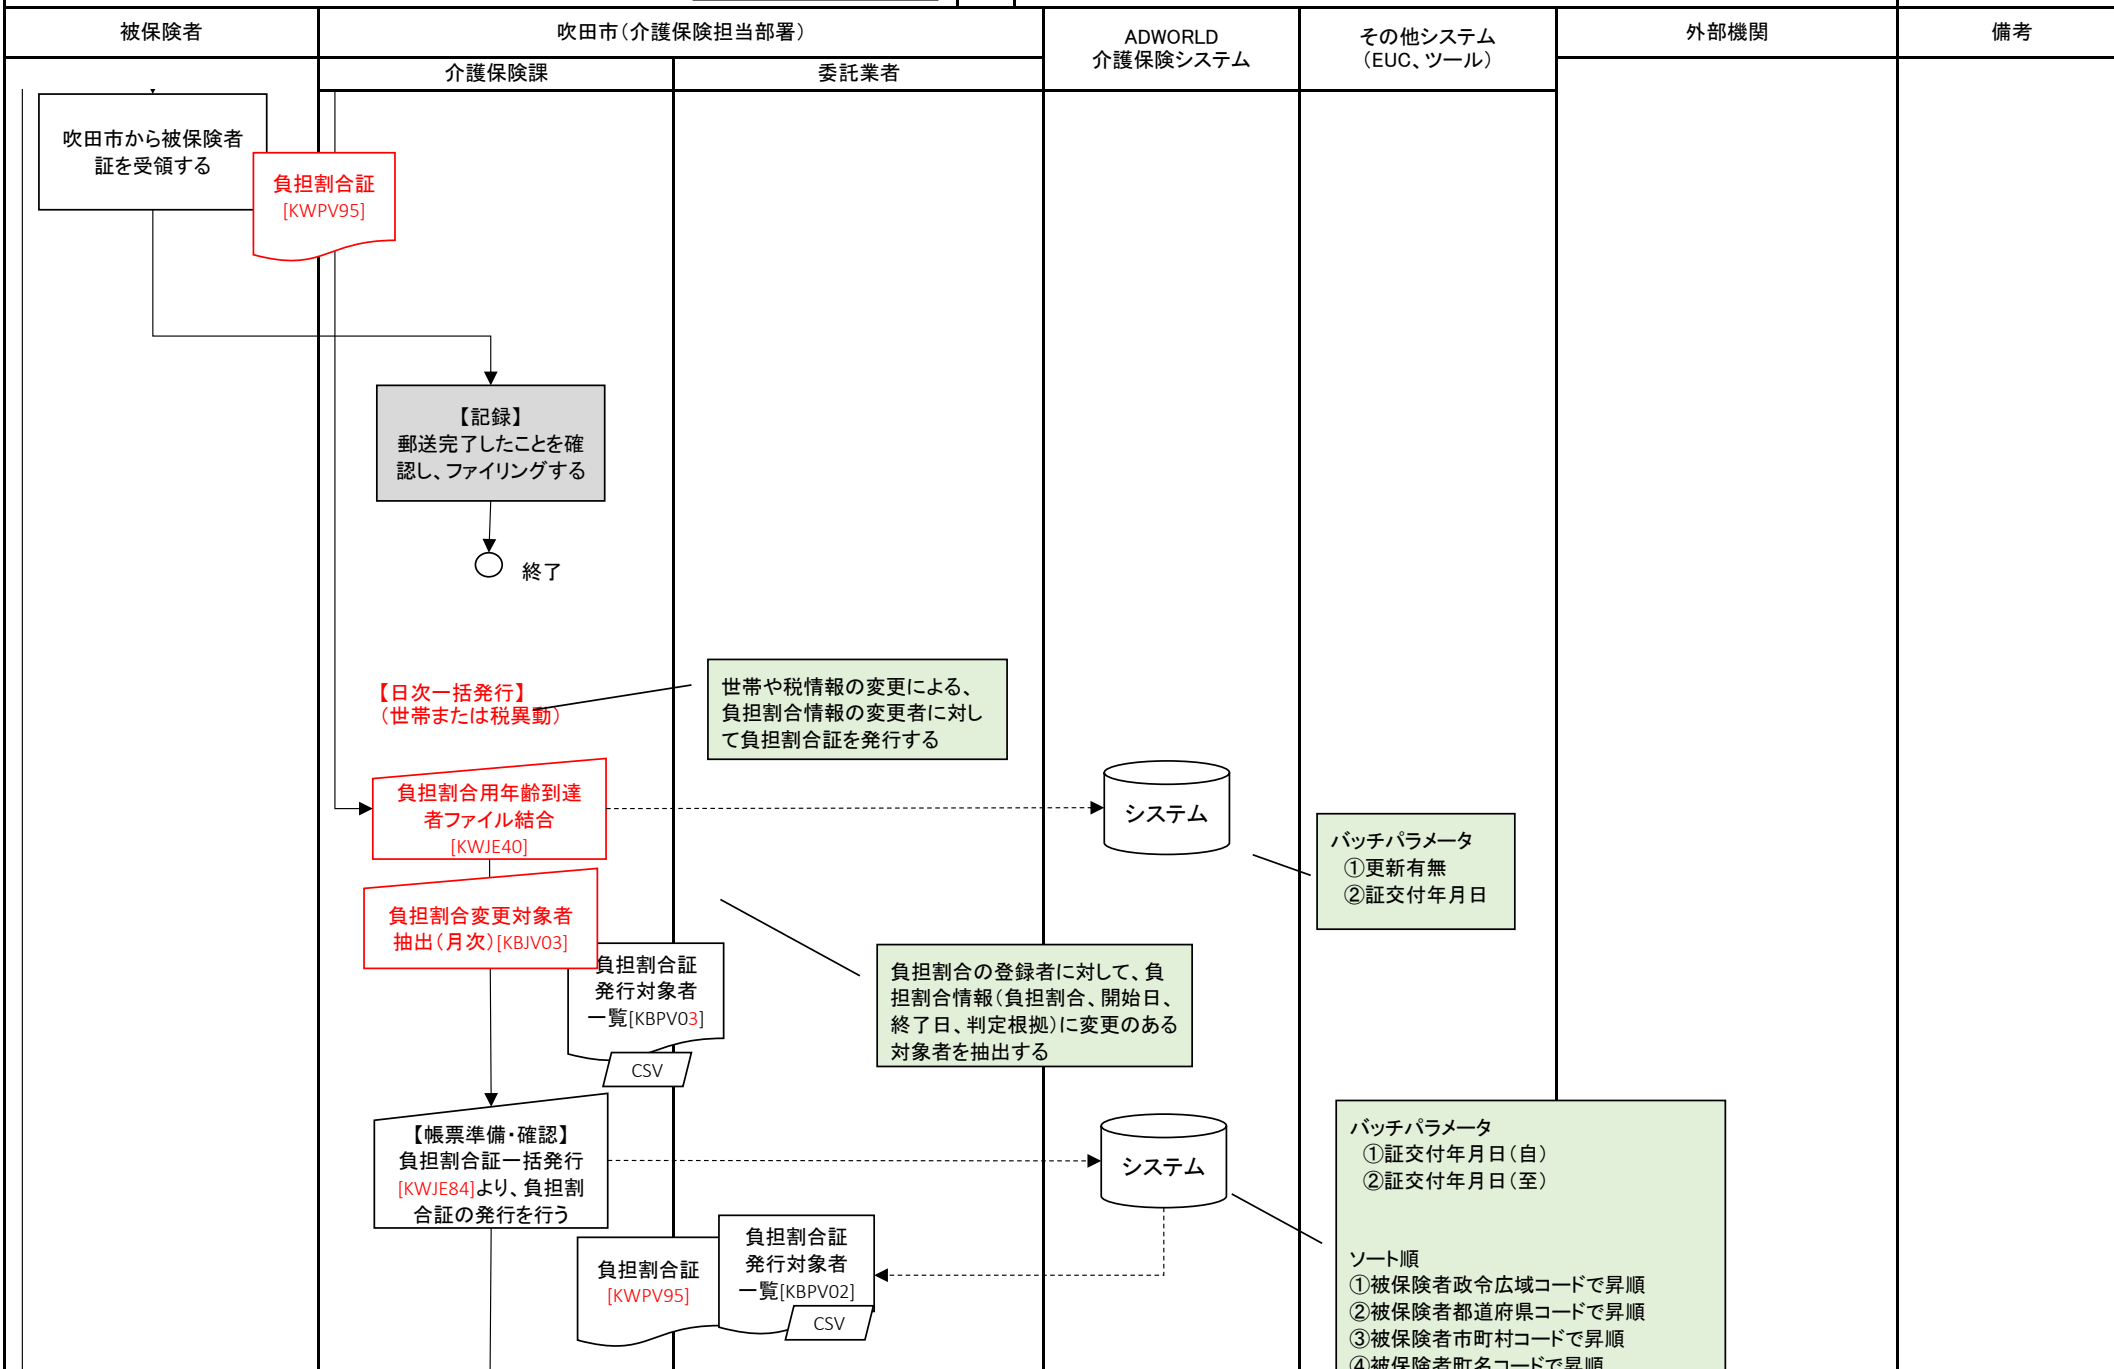 被保険者
吹田市（介護保険担当部署）
ADWORLD
介護保険システム
その他システム
（EUC、ツール）
外部機関
備考
介護保険課
委託業者
吹田市から被保険者
証を受領する
負担割合証
[KWPV95]
【記録】
郵送完了したことを確
認し、ファイリングする
終了
【日次一括発行】
（世帯または税異動）
世帯や税情報の変更による、
負担割合情報の変更者に対し
て負担割合証を発行する
負担割合用年齢到達
者ファイル結合
[KWJE40]
システム
バッチパラメータ
①更新有無
②証交付年月日
負担割合変更対象者
抽出（月次）[KBJV03]
負担割合証
発行対象者
一覧[KBPV03]
CSV
負担割合の登録者に対して、負
担割合情報（負担割合、開始日、
終了日、判定根拠）に変更のある
対象者を抽出する
【帳票準備・確認】
負担割合証一括発行
[KWJE84]より、負担割
合証の発行を行う
システム
バッチパラメータ
①証交付年月日（自）
②証交付年月日（至）
ソート順
①被保険者政令広域コードで昇順
②被保険者都道府県コードで昇順
③被保険者市町村コードで昇順
④被保険者町名コードで昇順
負担割合証
[KWPV95]
負担割合証
発行対象者
一覧[KBPV02]
CSV